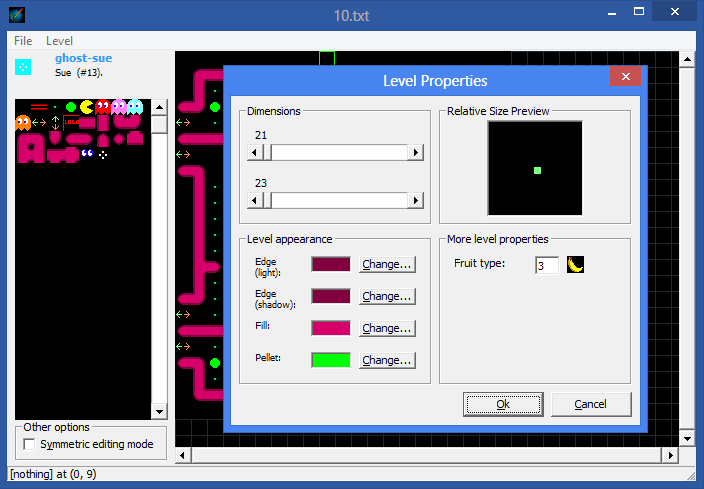 10.txt
File Level
ghost-sue
Sue (#13).
LOGO
Level Properties
Dimensions
21
23
Relative Size Preview
Level appearance
Edge
(light):
Change...
Edge
(shadow):
Change...
Fill:
Change...
Pellet:
Change...
More level properties
Fruit type:
3
Ok
Cancel
Other options
Symmetric editing mode
[nothing] at (0, 9)